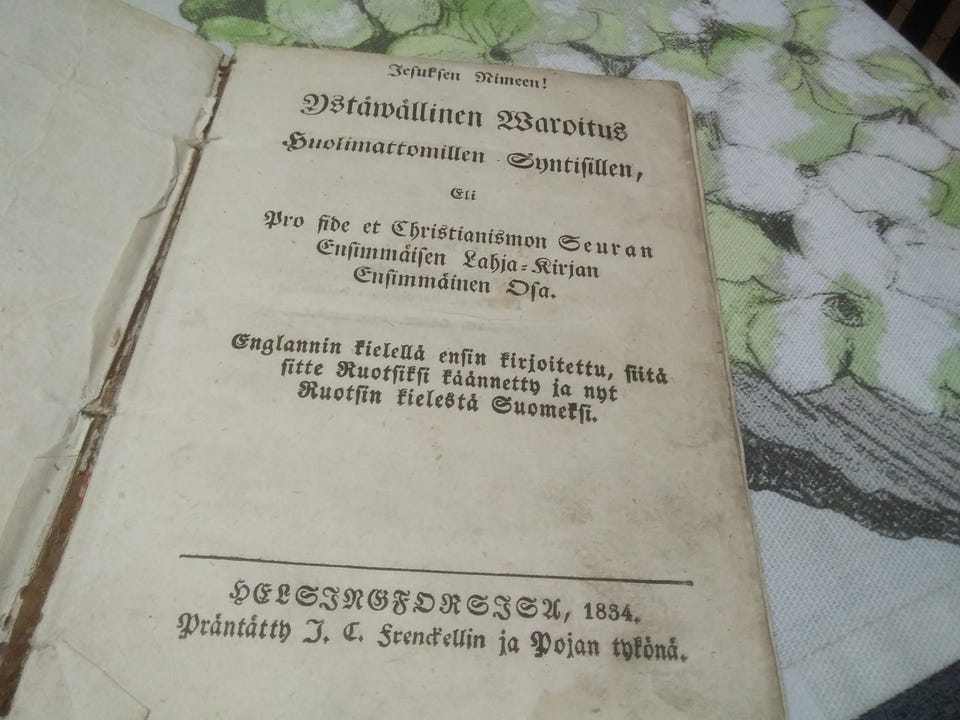 Jesuksen Nimeen!
Ystäwällinen Waroitus
Huolimattomillen Syntisillen,
Eli
Pro fide et Christianismon Seuran
Ensimmäisen Lahja-Kirjan
Ensimmäinen Osa.
Englannin kielellä ensin kirjoitettu, siitä
sitte Ruotsiksi käännetty ja nyt
Ruotsin kielestä Suomeksi.
HELSINGFORSISA, 1834.
Präntätty J. C. Frenckellin ja Pojan tykönä.